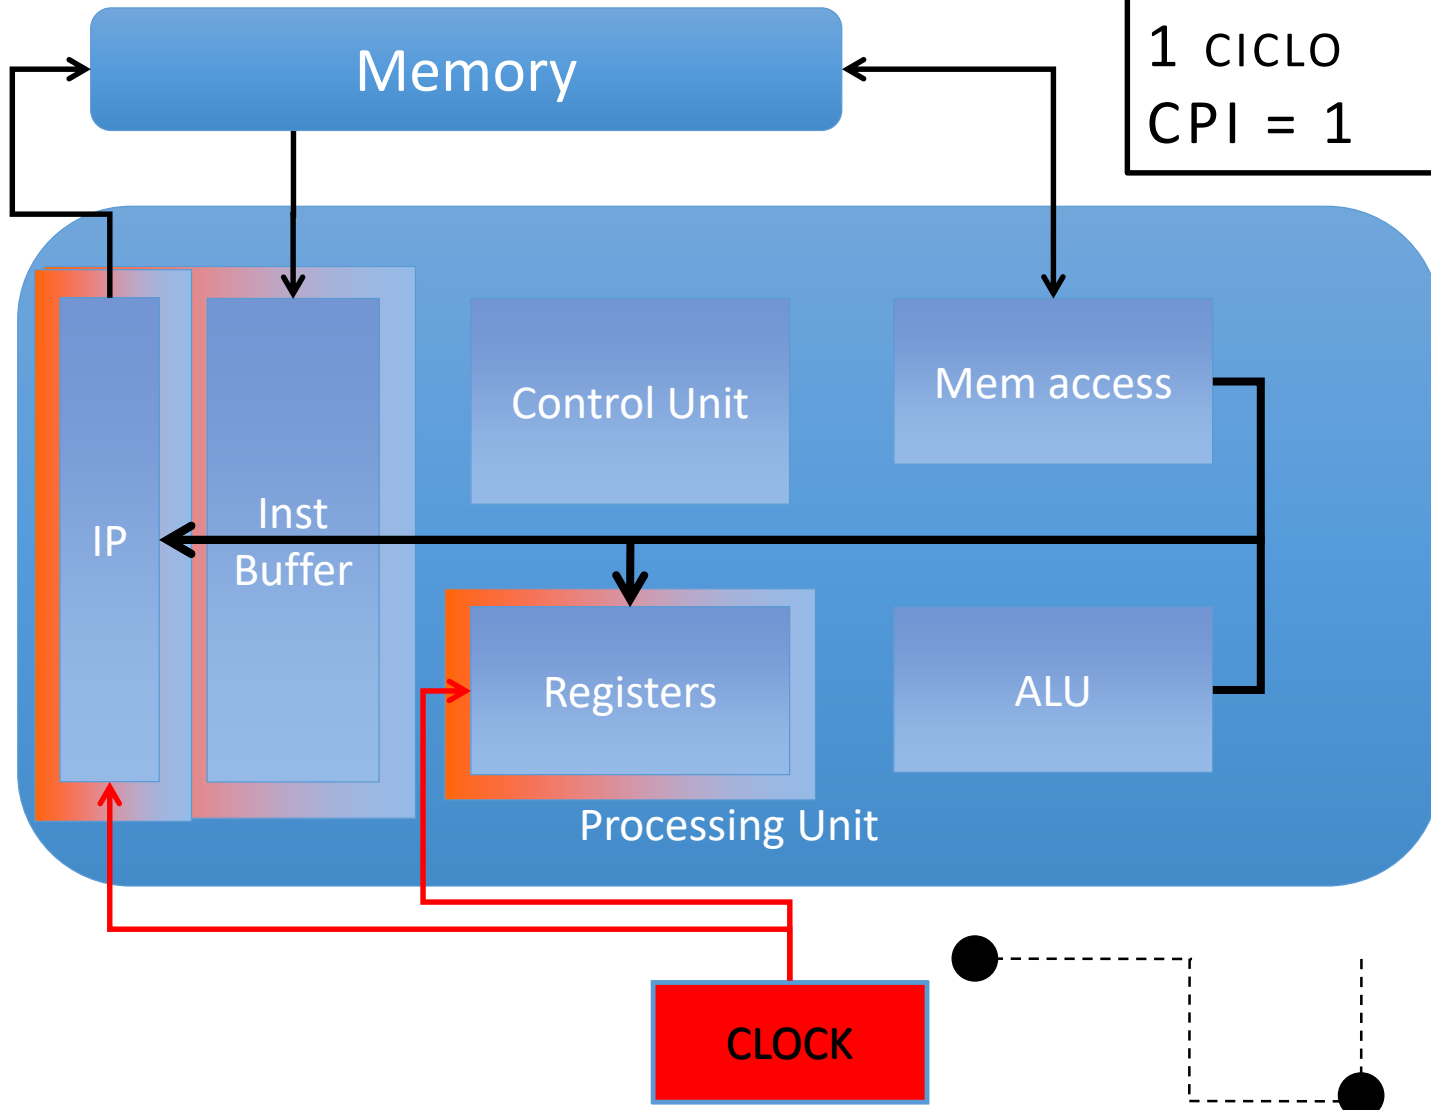 Memory
1 CICLO
CPI = 1
Control Unit
Mem access
IP
Inst
Buffer
Registers
ALU
Processing Unit
CLOCK